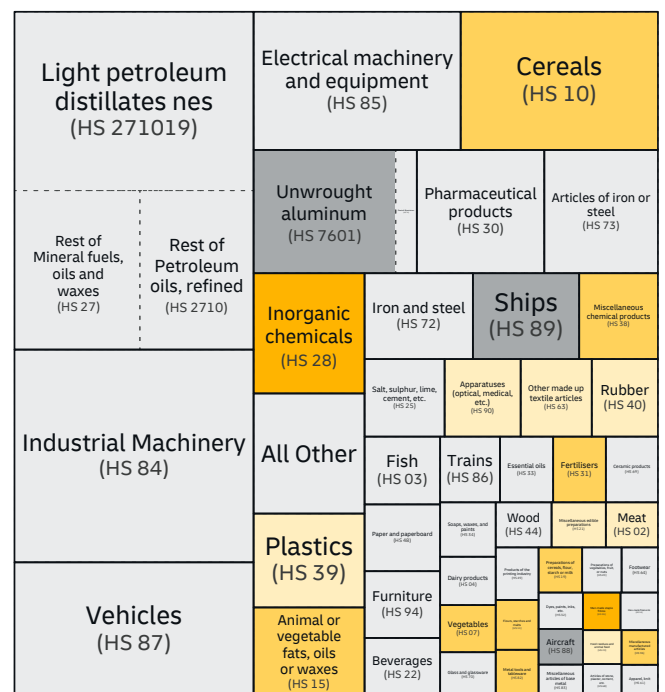 Light petroleum
distillates nes
(HS 271019)
Electrical machinery
and equipment
(HS 85)
Cereals
(HS 10)
Rest of
Mineral fuels,
oils and
waxes
(HS 27)
Rest of
Petroleum
oils, refined
(HS 2710)
Unwrought
aluminum
(HS 7601)
Pharmaceutical
products
(HS 30)
Articles of iron or
steel
(HS 73)
Inorganic
chemicals
(HS 28)
Iron and steel
(HS 72)
Ships
(HS 89)
Miscellaneous
chemical products
(HS 38)
Industrial Machinery
(HS 84)
All Other
Salt, sulphur, lime,
cement, etc.
(HS 25)
Apparatuses
(optical, medical,
etc.)
(HS 90)
Other made up
textile articles
(HS 63)
Rubber
(HS 40)
Fish
(HS 03)
Trains
(HS 86)
Essential oils
(HS 33)
Fertilisers
(HS 31)
Ceramic products
(HS 69)
Plastics
(HS 39)
Paper and paperboard
(HS 48)
Soaps, waxes, and
paints
(HS 34)
Wood
(HS 44)
Miscellaneous edible
preparations
(HS 21)
Meat
(HS 02)
Vehicles
(HS 87)
Furniture
(HS 94)
Dairy products
(HS 04)
Products of the
printing industry
Preparations of
cereals, flour,
starch or milk
(HS 19)
Preparations of
vegetables, fruit,
or nuts
Footwear
(HS 64)
Animal or
vegetable
fats, oils
or waxes
(HS 15)
Vegetables
(HS 07)
Dyes, paints, inks,
etc.
Aircraft
(HS 88)
Miscellaneous
manufactured
articles
Beverages
(HS 22)
Glass and glassware
(HS 70)
Metal tools and
tableware
Miscellaneous
articles of base
metal
(HS 83)
Articles of stone,
plaster, cement,
etc.
Apparel, knit
(HS 61)